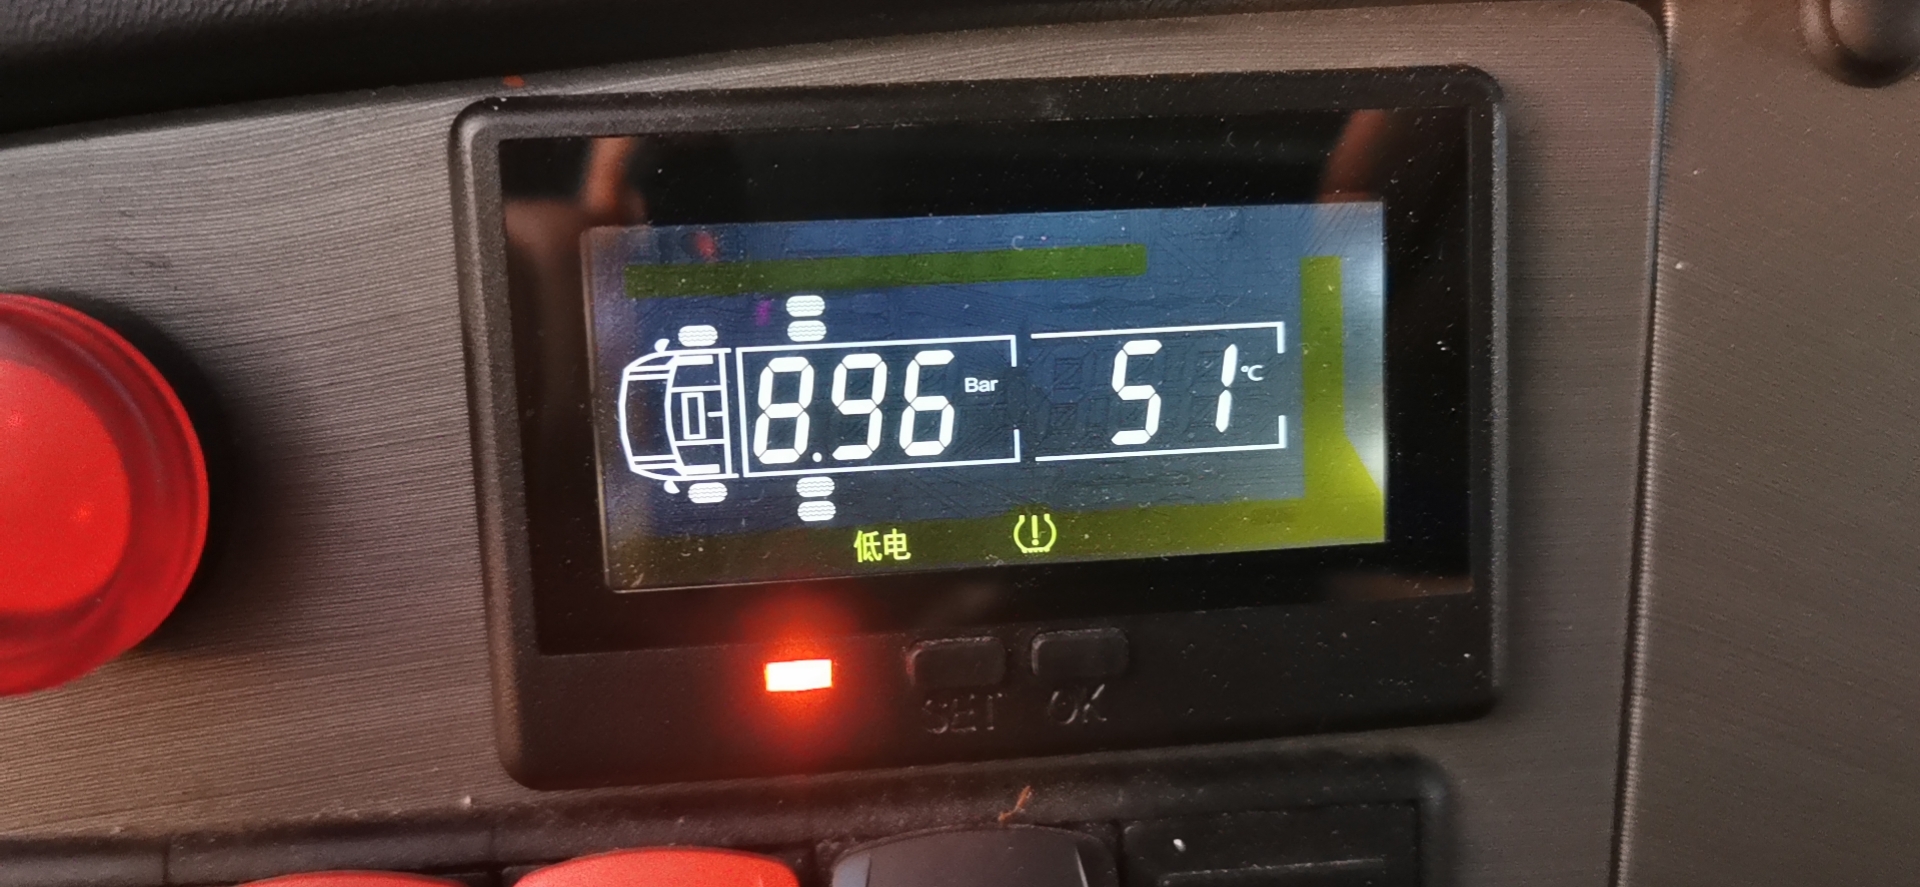 8.96 Bar 51 °C
低电
SET OK